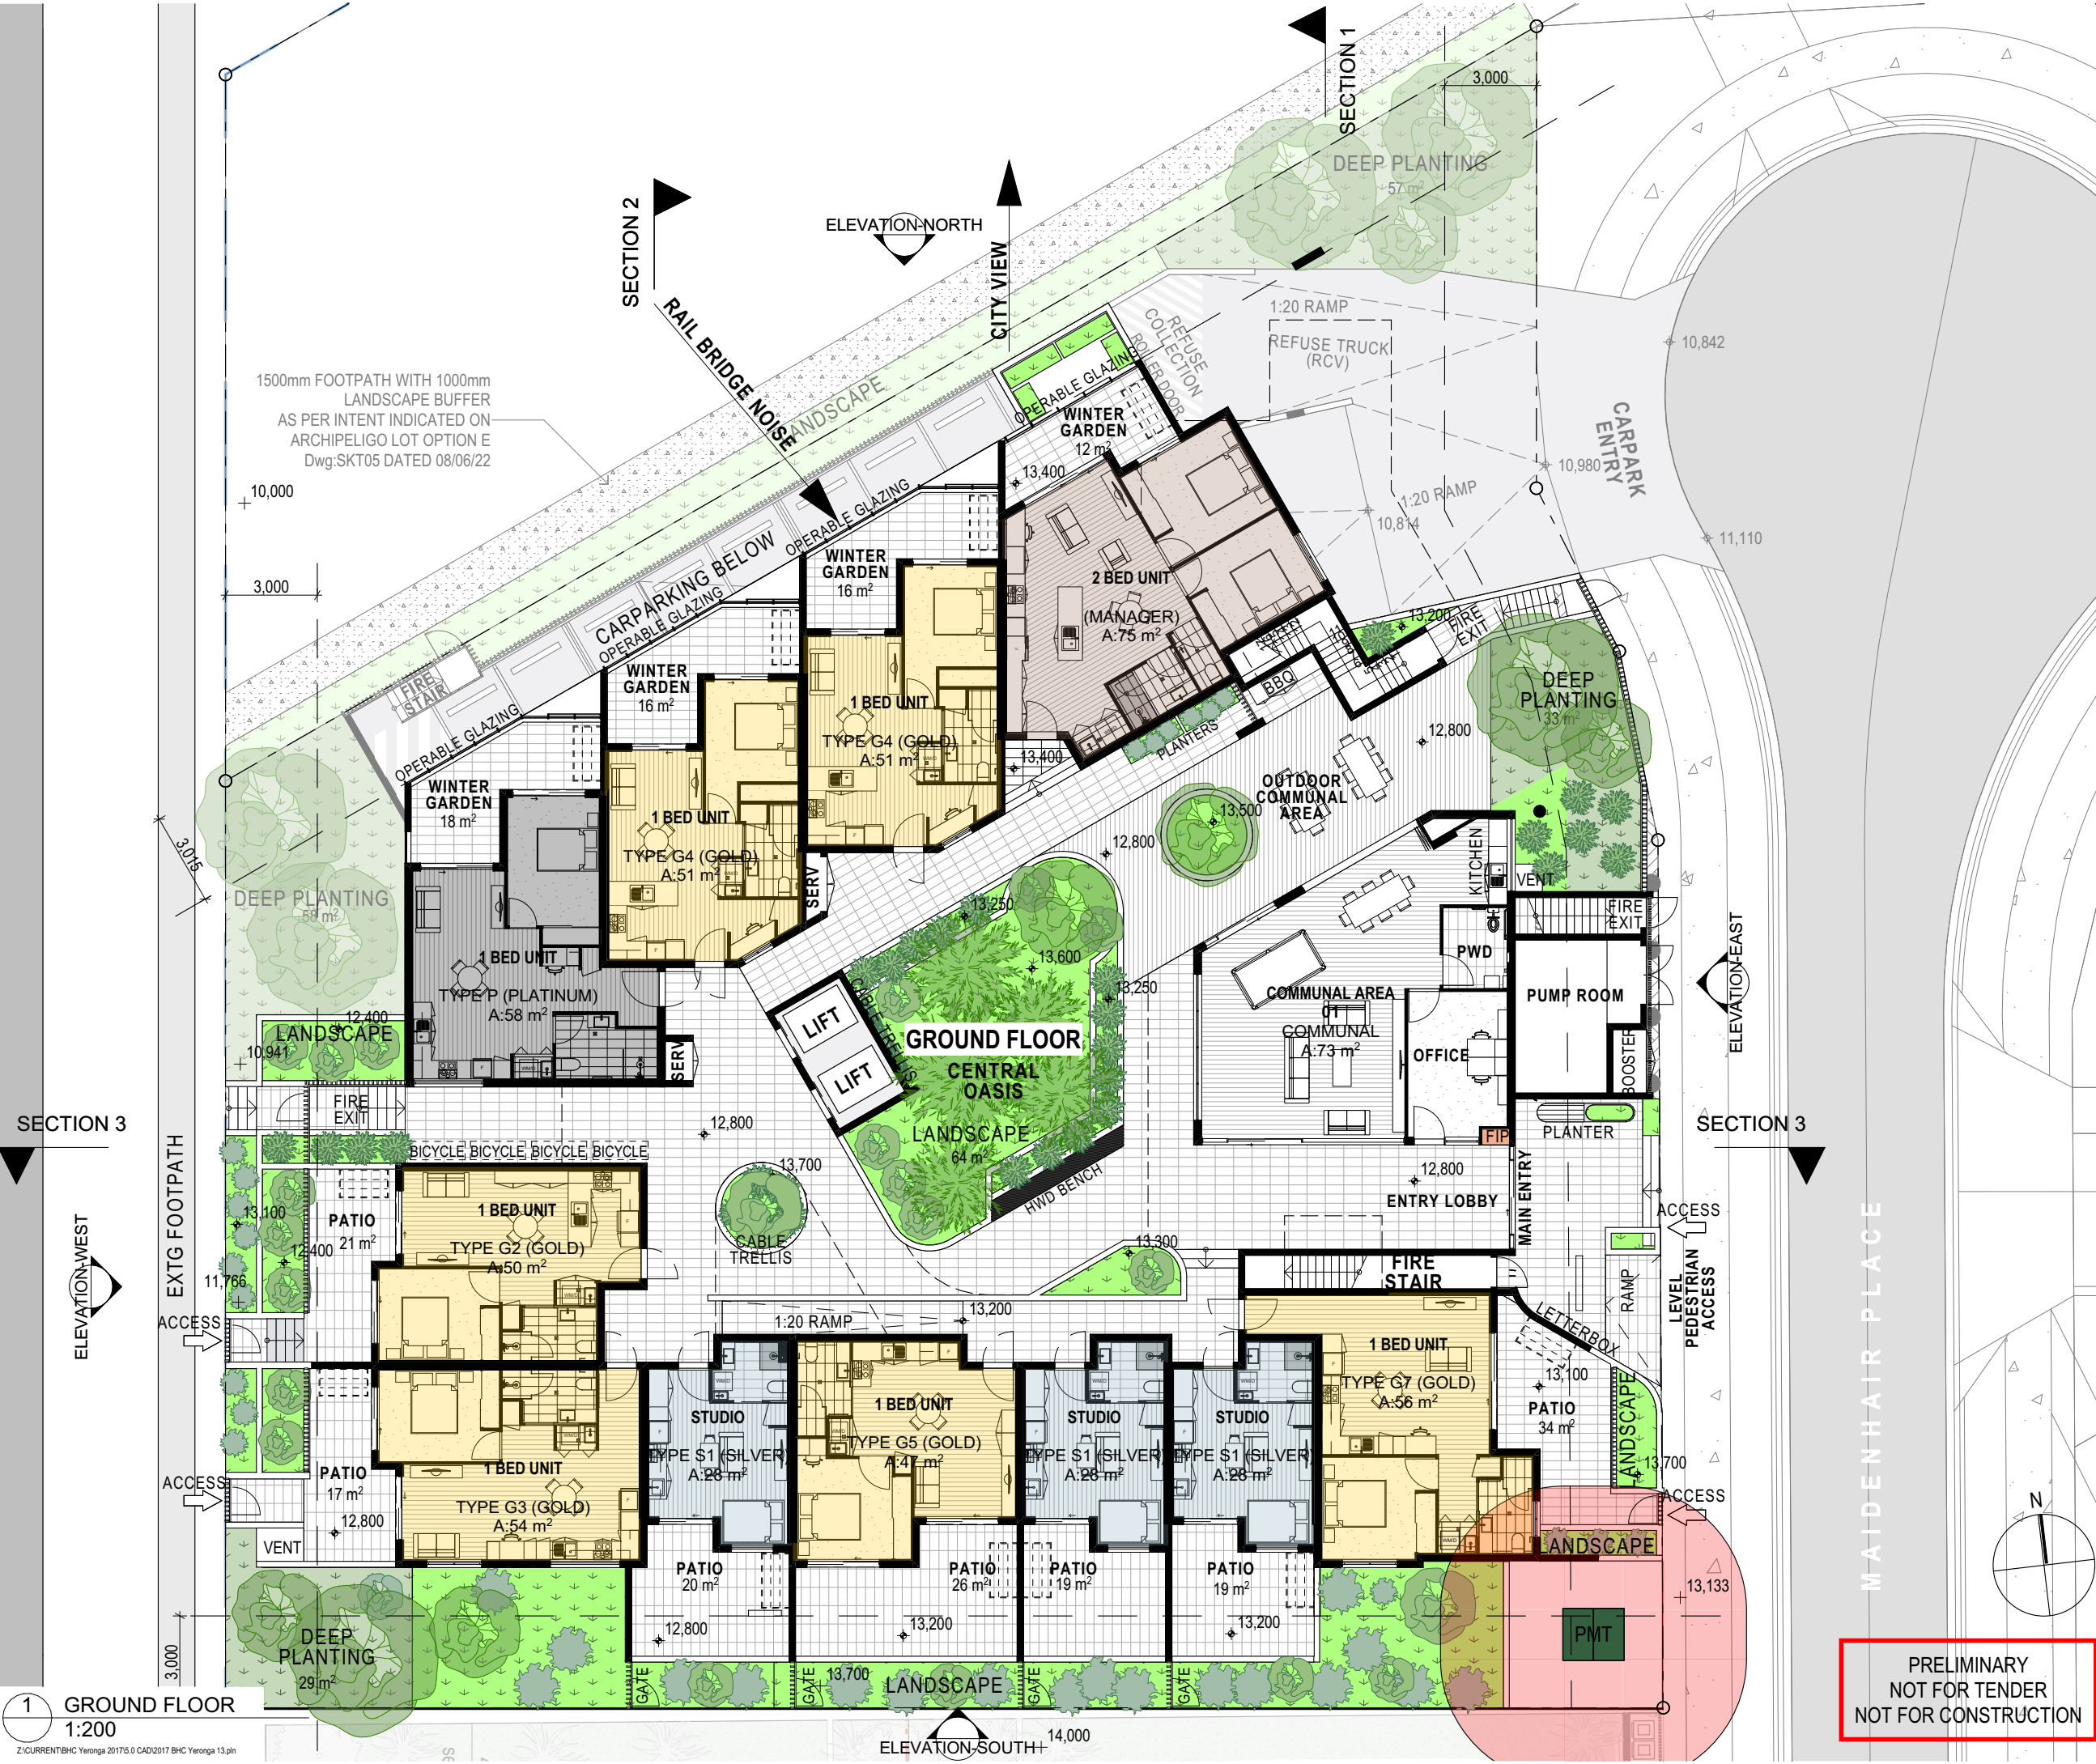 SECTION 1
3,000
DEEP PLANTING
57 m²
SECTION 2
ELEVATION-NORTH
CITY VIEW
RAIL BRIDGE NOISE
1:20 RAMP
REFUSE
COLLECTION
ROLLER DOOR
REFUSE TRUCK
(RCV)
10,842
1500mm FOOTPATH WITH 1000mm
LANDSCAPE BUFFER
AS PER INTENT INDICATED ON
ARCHIPELIGO LOT OPTION E
Dwg:SKT05 DATED 08/06/22
LANDSCAPE
OPERABLE GLAZING
WINTER
GARDEN
12 m²
13,400
CARPARK
ENTRY
10,980
1:20 RAMP
10,814
11,110
10,000
OPERABLE GLAZING
CARPARKING BELOW
WINTER
GARDEN
16 m²
2 BED UNIT
(MANAGER)
A:75 m²
3,000
OPERABLE GLAZING
13,200
FIRE
EXIT
WINTER
GARDEN
16 m²
FIRE
STAIR
BBQ
DEEP
PLANTING
33 m²
1 BED UNIT
TYPE G4 (GOLD)
A:51 m²
OPERABLE GLAZING
12,800
PLANTERS
13,400
WINTER
GARDEN
18 m²
OUTDOOR
COMMUNAL
AREA
13,500
1 BED UNIT
TYPE G4 (GOLD)
A:51 m²
3,015
12,800
SERV
KITCHEN
VENT
DEEP PLANTING
58 m²
13,250
FIRE
EXIT
PWD
1 BED UNIT
TYPE P (PLATINUM)
A:58 m²
13,600
13,250
CABLE TRELLIS
LIFT
LIFT
COMMUNAL AREA
01
COMMUNAL
A:73 m²
OFFICE
PUMP ROOM
BOOSTER
ELEVATION-EAST
12,400
LANDSCAPE
10,941
SERV
GROUND FLOOR
CENTRAL
OASIS
LANDSCAPE
64 m²
FIRE
EXIT
SECTION 3
12,800
FIP
PLANTER
SECTION 3
BICYCLE BICYCLE BICYCLE BICYCLE
13,700
HWD BENCH
12,800
ENTRY LOBBY
MAIN ENTRY
ACCESS
EXTG FOOTPATH
ELEVATION-WEST
13,100
12,400
11,766
PATIO
21 m²
1 BED UNIT
TYPE G2 (GOLD)
A:50 m²
CABLE
TRELLIS
13,300
FIRE
STAIR
RAMP
LEVEL
PEDESTRIAN
ACCESS
MAIDENHAIR PLACE
ACCESS
1:20 RAMP
13,200
LETTERBOX
1 BED UNIT
TYPE G7 (GOLD)
A:56 m²
13,100
PATIO
34 m²
LANDSCAPE
13,700
ACCESS
PATIO
17 m²
12,800
1 BED UNIT
TYPE G3 (GOLD)
A:54 m²
STUDIO
TYPE S1 (SILVER)
A:28 m²
1 BED UNIT
TYPE G5 (GOLD)
A:47 m²
STUDIO
TYPE S1 (SILVER)
A:28 m²
STUDIO
TYPE S1 (SILVER)
A:28 m²
ACCESS
LANDSCAPE
N
VENT
PATIO
20 m²
12,800
PATIO
26 m²
13,200
PATIO
19 m²
PATIO
19 m²
13,200
13,133
PMT
DEEP
PLANTING
29 m²
3,000
GATE
GATE
13,700
LANDSCAPE
GATE
GATE
PRELIMINARY
NOT FOR TENDER
NOT FOR CONSTRUCTION
1 GROUND FLOOR
1:200
ELEVATION-SOUTH
14,000
Z:\CURRENT\BHC Yeronga 2017\5.0 CAD\2017 BHC Yeronga 13.pln